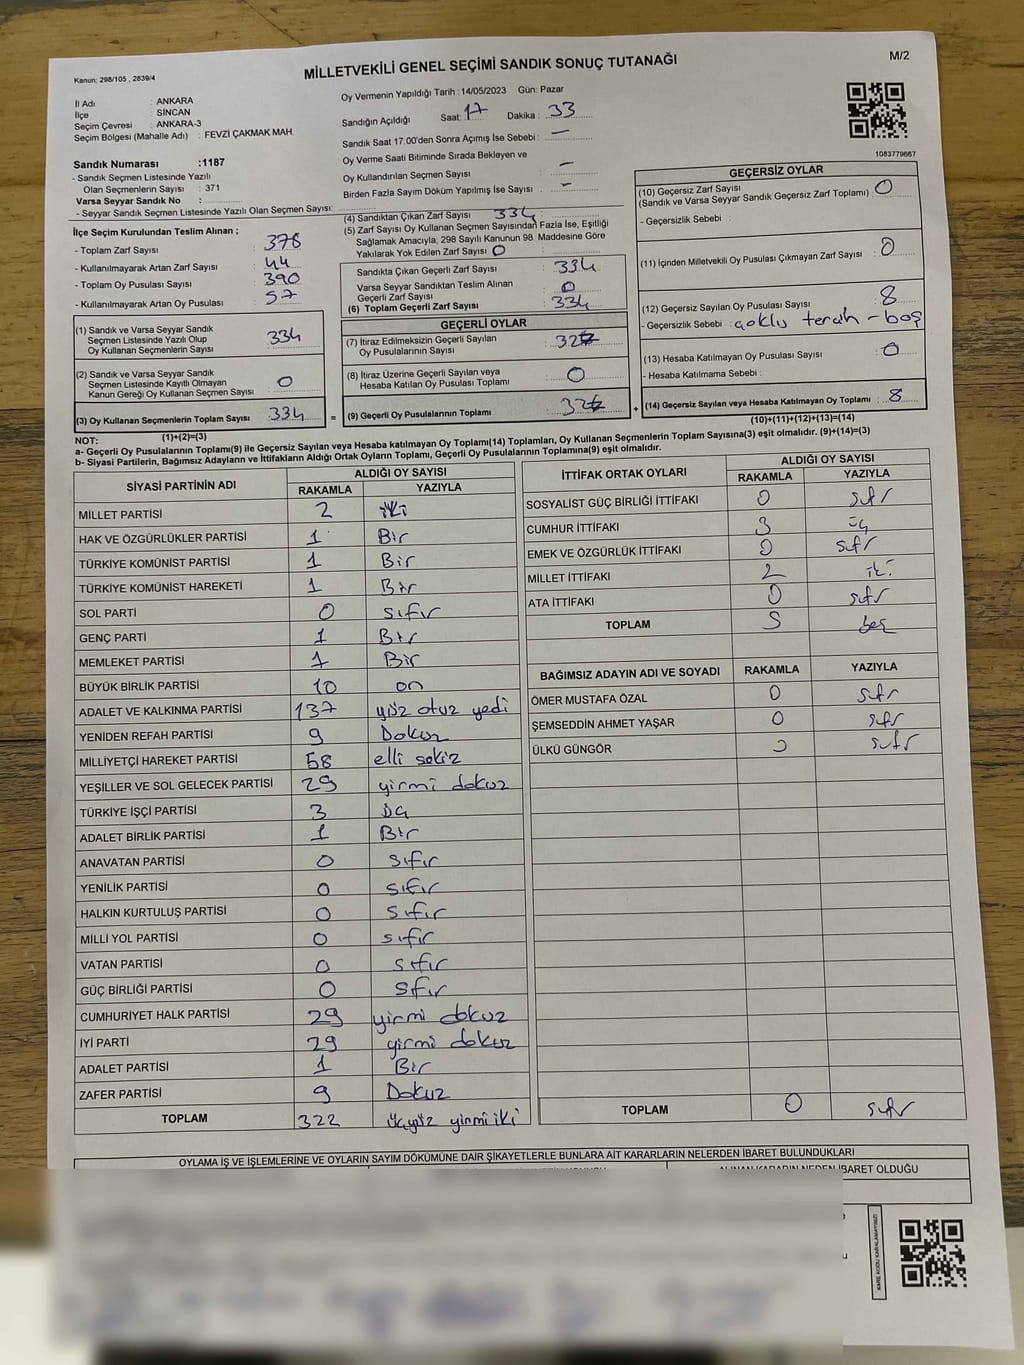 M/2
Kanun; 298/105 , 2839/4
MİLLETVEKİLİ GENEL SEÇİMİ SANDIK SONUÇ TUTANAĞI
İl Adı : ANKARA
İlçe : SİNCAN
Seçim Çevresi : ANKARA-3
Seçim Bölgesi (Mahalle Adı) : FEVZİ ÇAKMAK MAH.
Sandık Numarası :1187
- Sandık Seçmen Listesinde Yazılı
Olan Seçmenlerin Sayısı : 371
Varsa Seyyar Sandık No :
- Seyyar Sandık Seçmen Listesinde Yazılı Olan Seçmen Sayısı:
Oy Vermenin Yapıldığı Tarih : 14/05/2023 Gün: Pazar
Sandığın Açıldığı Saat: 17 Dakika : 33
Sandık Saat 17:00'den Sonra Açımış İse Sebebi : —
Oy Verme Saati Bitiminde Sırada Bekleyen ve
Oy Kullandırılan Seçmen Sayısı : —
Birden Fazla Sayım Döküm Yapılmış İse Sayısı : —
İlçe Seçim Kurulundan Teslim Alınan ;
- Toplam Zarf Sayısı : 378
- Kullanılmayarak Artan Zarf Sayısı : 44
- Toplam Oy Pusulası Sayısı : 390
- Kullanılmayarak Artan Oy Pusulası : 57
(1) Sandık ve Varsa Seyyar Sandık
Seçmen Listesinde Yazılı Olup
Oy Kullanan Seçmenlerin Sayısı : 334
(2) Sandık ve Varsa Seyyar Sandık
Seçmen Listesinde Kayıtlı Olmayan
Kanun Gereği Oy Kullanan Seçmen Sayısı : 0
(3) Oy Kullanan Seçmenlerin Toplam Sayısı : 334
(1)+(2)=(3)
(4) Sandıktan Çıkan Zarf Sayısı : 334
(5) Zarf Sayısı Oy Kullanan Seçmen Sayısından Fazla İse, Eşitliği
Sağlamak Amacıyla, 298 Sayılı Kanunun 98. Maddesine Göre
Yakılarak Yok Edilen Zarf Sayısı 0
Sandıkta Çıkan Geçerli Zarf Sayısı : 334
Varsa Seyyar Sandıktan Teslim Alınan
Geçerli Zarf Sayısı : 0
(6) Toplam Geçerli Zarf Sayısı : 334
GEÇERLİ OYLAR
(7) İtiraz Edilmeksizin Geçerli Sayılan
Oy Pusulalarının Sayısı :
(8) İtiraz Üzerine Geçerli Sayılan veya
Hesaba Katılan Oy Pusulası Toplamı : 0
= (9) Geçerli Oy Pusulalarının Toplamı :
GEÇERSİZ OYLAR
(10) Geçersiz Zarf Sayısı : 0
(Sandık ve Varsa Seyyar Sandık Geçersiz Zarf Toplamı)
- Geçersizlik Sebebi :
(11) İçinden Milletvekili Oy Pusulası Çıkmayan Zarf Sayısı : 0
(12) Geçersiz Sayılan Oy Pusulası Sayısı : 8
- Geçersizlik Sebebi : çoklu tercih - boş
(13) Hesaba Katılmayan Oy Pusulası Sayısı : 0
- Hesaba Katılmama Sebebi :
+ (14) Geçersiz Sayılan veya Hesaba Katılmayan Oy Toplamı : 8
(10)+(11)+(12)+(13)=(14)
1083779667
NOT:
a- Geçerli Oy Pusulasının Toplamı(9) ile Geçersiz Sayılan veya Hesaba katılmayan Oy Toplamı(14) Toplamları, Oy Kullanan Seçmenlerin Toplam Sayısına(3) eşit olmalıdır. (9)+(14)=(3)
b- Siyasi Partilerin, Bağımsız Adayların ve İttifakların Aldığı Ortak Oyların Toplamı, Geçerli Oy Pusulalarının Toplamına(9) eşit olmalıdır.
SİYASİ PARTİNİN ADI ALDIĞI OY SAYISI
RAKAMLA YAZIYLA
MİLLET PARTİSİ 2 iki
HAK VE ÖZGÜRLÜKLER PARTİSİ 1 Bir
TÜRKİYE KOMÜNİST PARTİSİ 1 Bir
TÜRKİYE KOMÜNİST HAREKETİ 1 Bir
SOL PARTİ 0 sıfır
GENÇ PARTİ 1 Bir
MEMLEKET PARTİSİ 1 Bir
BÜYÜK BİRLİK PARTİSİ 10 on
ADALET VE KALKINMA PARTİSİ 137 yüz otuz yedi
YENİDEN REFAH PARTİSİ 9 Dokuz
MİLLİYETÇİ HAREKET PARTİSİ 58 elli sekiz
YEŞİLLER VE SOL GELECEK PARTİSİ 29 yirmi dokuz
TÜRKİYE İŞÇİ PARTİSİ 3 üç
ADALET BİRLİK PARTİSİ 1 Bir
ANAVATAN PARTİSİ 0 sıfır
YENİLİK PARTİSİ 0 sıfır
HALKIN KURTULUŞ PARTİSİ 0 sıfır
MİLLİ YOL PARTİSİ 0 sıfır
VATAN PARTİSİ 0 sıfır
GÜÇ BİRLİĞİ PARTİSİ 0 sıfır
CUMHURİYET HALK PARTİSİ 29 yirmi dokuz
İYİ PARTİ 29 yirmi dokuz
ADALET PARTİSİ 1 Bir
ZAFER PARTİSİ 9 Dokuz
TOPLAM 322 üçyüz yirmi iki
İTTİFAK ORTAK OYLARI ALDIĞI OY SAYISI
RAKAMLA YAZIYLA
SOSYALİST GÜÇ BİRLİĞİ İTTİFAKI 0 sıfır
CUMHUR İTTİFAKI 3 üç
EMEK VE ÖZGÜRLÜK İTTİFAKI 0 sıfır
MİLLET İTTİFAKI 2 iki
ATA İTTİFAKI 0 sıfır
TOPLAM 5 beş
BAĞIMSIZ ADAYIN ADI VE SOYADI RAKAMLA YAZIYLA
ÖMER MUSTAFA ÖZAL 0 sıfır
ŞEMSEDDİN AHMET YAŞAR 0 sıfır
ÜLKÜ GÜNGÖR 0 sıfır
TOPLAM 0 sıfır
OYLAMA İŞ VE İŞLEMLERİNE VE OYLARIN SAYIM DÖKÜMÜNE DAİR ŞİKAYETLERLE BUNLARA AİT KARARLARIN NELERDEN İBARET BULUNDUKLARI
ALINAN KARARIN NEDEN İBARET OLDUĞU
KARE KODU KARALAMAYINIZ!